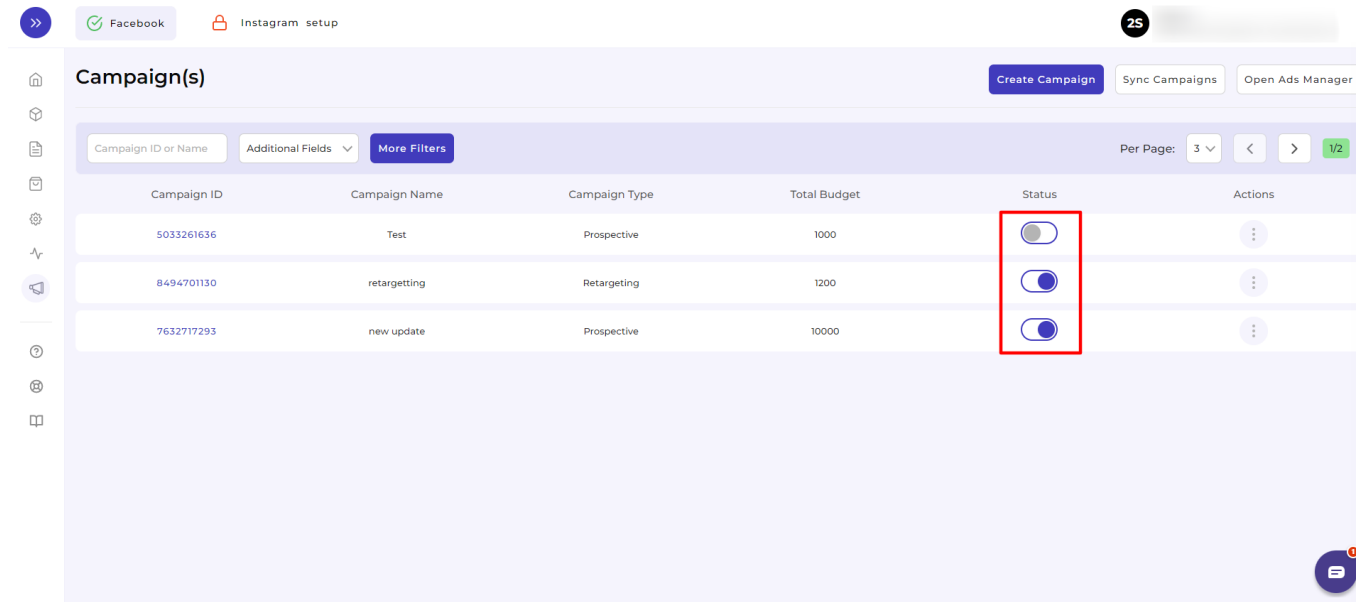 Facebook
Instagram setup
2S
Campaign(s)
Create Campaign
Sync Campaigns
Open Ads Manager
Campaign ID or Name
Additional Fields
More Filters
Per Page:
3
1/2
Campaign ID Campaign Name Campaign Type Total Budget Status Actions
5033261636 Test Prospective 1000
8494701130 retargetting Retargeting 1200
7632717293 new update Prospective 10000
1